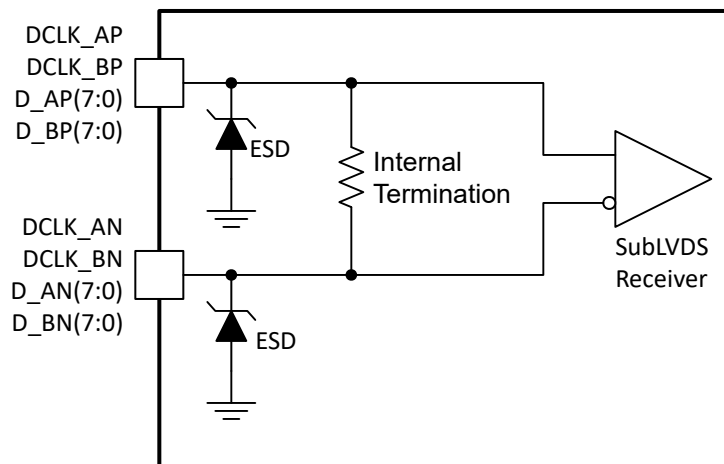 DCLK_AP
DCLK_BP
D_AP(7:0)
D_BP(7:0)
ESD
Internal
Termination
DCLK_AN
DCLK_BN
D_AN(7:0)
D_BN(7:0)
ESD
SubLVDS
Receiver